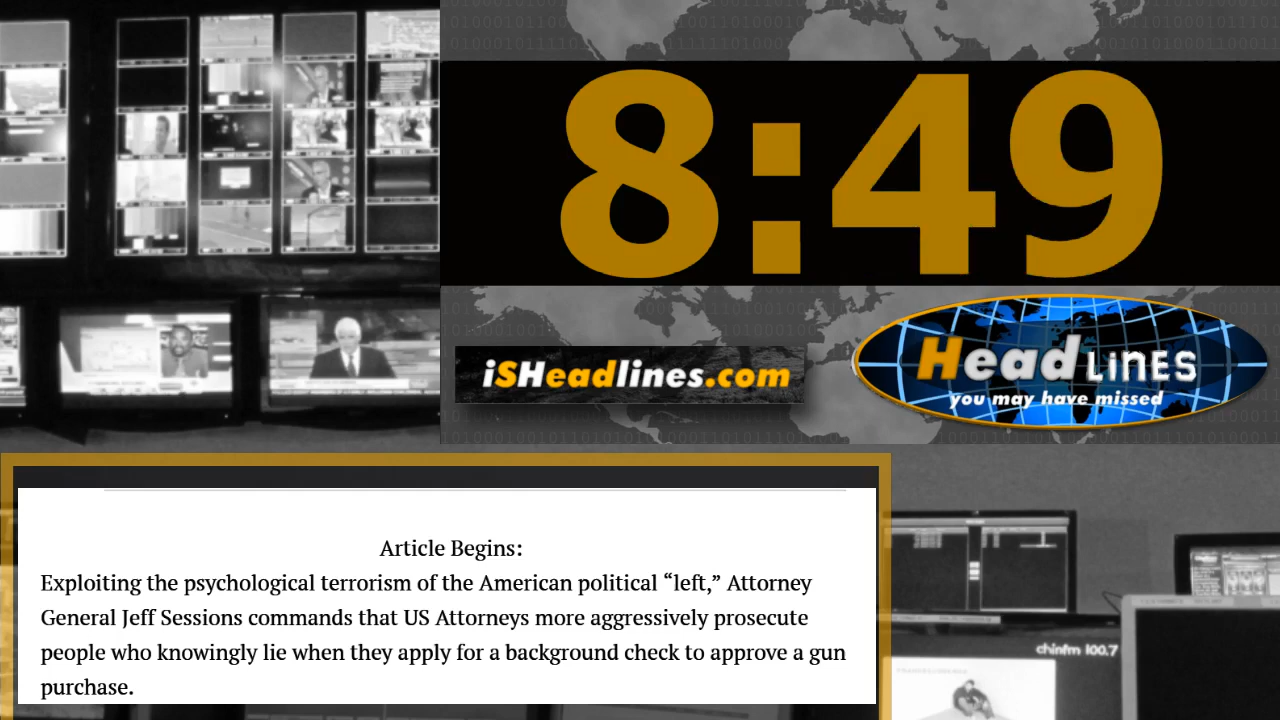 8:49
iSHeadlines.com
HeadLINES
you may have missed
Article Begins:
Exploiting the psychological terrorism of the American political “left,” Attorney
General Jeff Sessions commands that US Attorneys more aggressively prosecute
people who knowingly lie when they apply for a background check to approve a gun
purchase.
chinfm 100.7